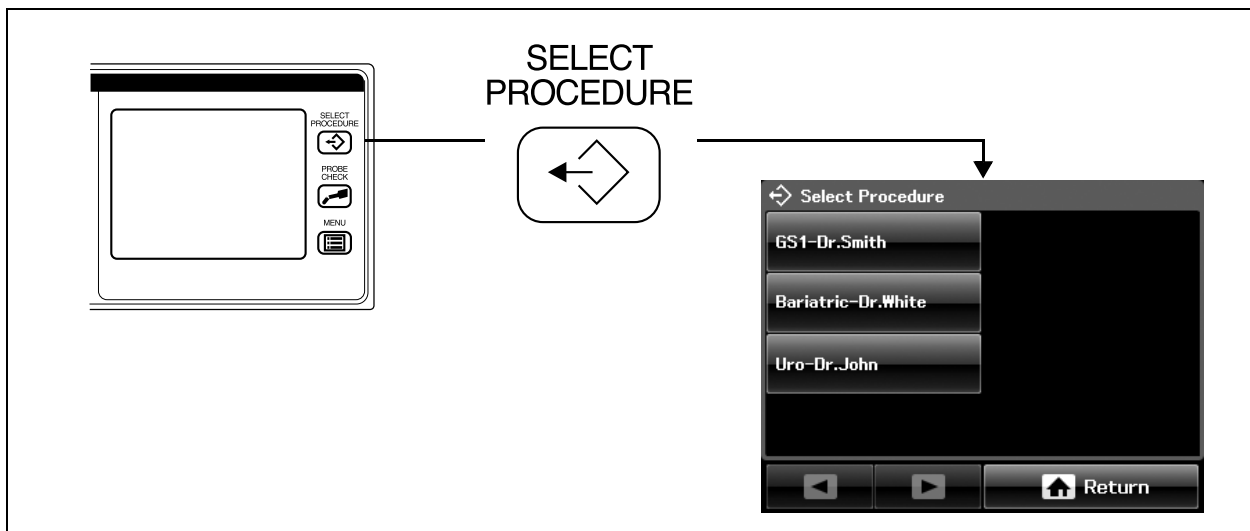 SELECT
PROCEDURE
PROBE
CHECK
MENU
SELECT
PROCEDURE
Select Procedure
GS1-Dr.Smith
Bariatric-Dr.White
Uro-Dr.John
Return